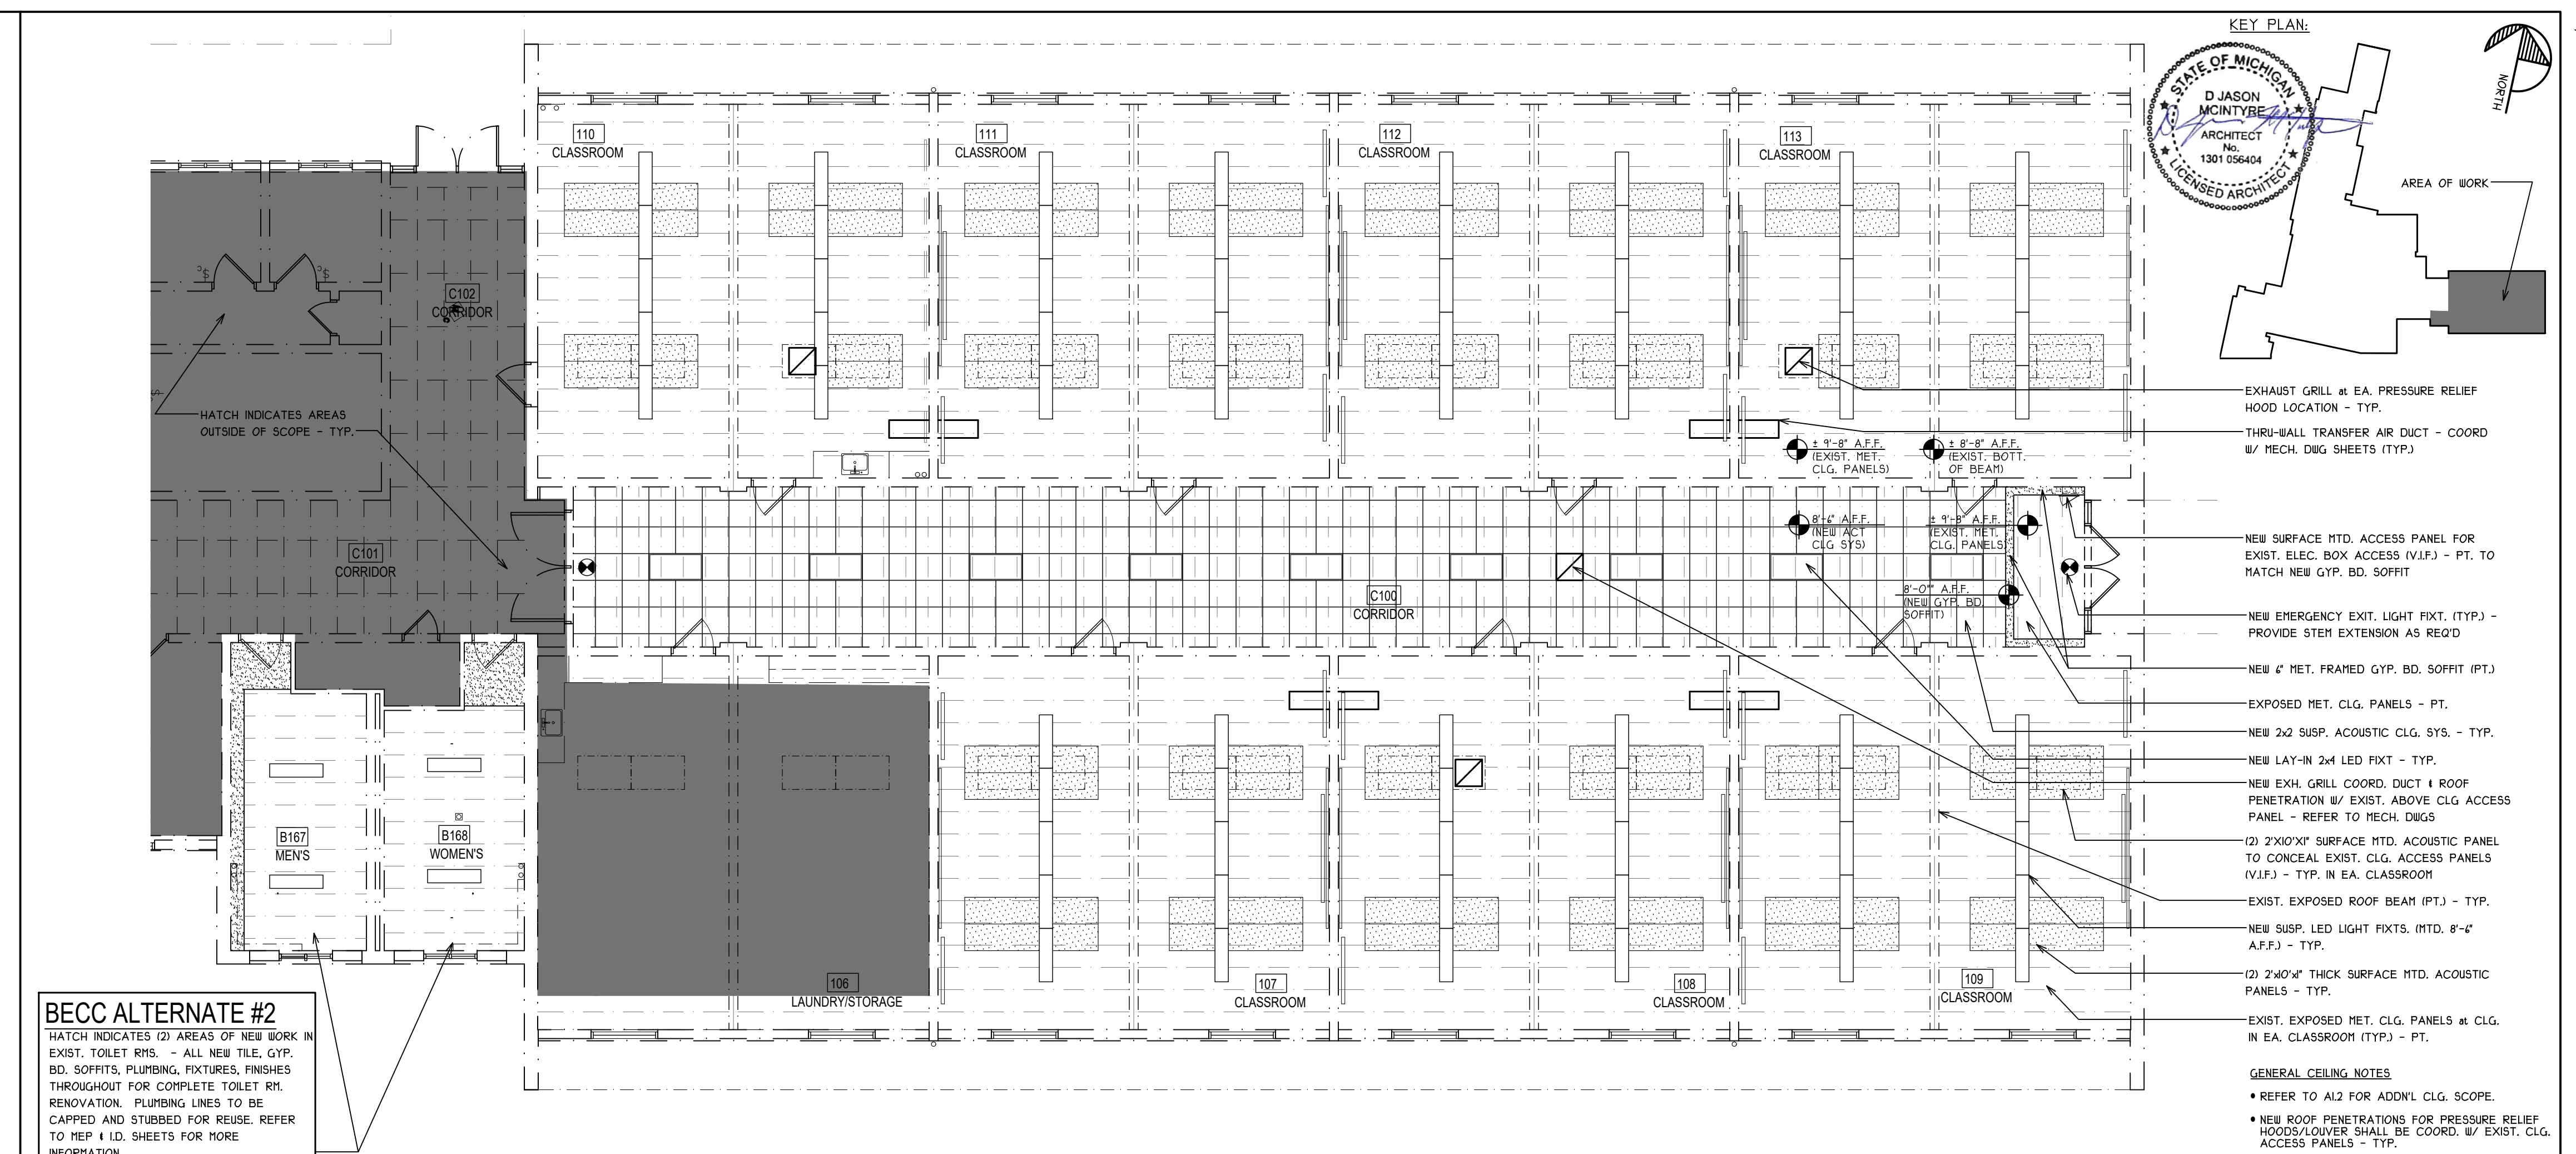 KEY PLAN:
STATE OF MICHIGAN
D JASON
MCINTYRE
ARCHITECT
No.
1301 056404
LICENSED ARCHITECT
NORTH
AREA OF WORK
110
CLASSROOM
111
CLASSROOM
112
CLASSROOM
113
CLASSROOM
C102
CORRIDOR
HATCH INDICATES AREAS
OUTSIDE OF SCOPE - TYP.
± 9'-8" A.F.F.
(EXIST. MET.
CLG. PANELS)
± 8'-8" A.F.F.
(EXIST. BOTT.
OF BEAM)
C101
CORRIDOR
8'-6" A.F.F.
(NEW ACT
CLG SYS)
± 9'-8" A.F.F.
(EXIST. MET.
CLG. PANELS)
C100
CORRIDOR
8'-0"" A.F.F.
(NEW GYP. BD.
SOFFIT)
EXHAUST GRILL at EA. PRESSURE RELIEF
HOOD LOCATION - TYP.
THRU-WALL TRANSFER AIR DUCT - COORD
W/ MECH. DWG SHEETS (TYP.)
NEW SURFACE MTD. ACCESS PANEL FOR
EXIST. ELEC. BOX ACCESS (V.I.F.) - PT. TO
MATCH NEW GYP. BD. SOFFIT
NEW EMERGENCY EXIT. LIGHT FIXT. (TYP.) -
PROVIDE STEM EXTENSION AS REQ'D
NEW 6" MET. FRAMED GYP. BD. SOFFIT (PT.)
EXPOSED MET. CLG. PANELS - PT.
NEW 2x2 SUSP. ACOUSTIC CLG. SYS. - TYP.
NEW LAY-IN 2x4 LED FIXT - TYP.
NEW EXH. GRILL COORD. DUCT & ROOF
PENETRATION W/ EXIST. ABOVE CLG ACCESS
PANEL - REFER TO MECH. DWGS
(2) 2'X10'X1" SURFACE MTD. ACOUSTIC PANEL
TO CONCEAL EXIST. CLG. ACCESS PANELS
(V.I.F.) - TYP. IN EA. CLASSROOM
EXIST. EXPOSED ROOF BEAM (PT.) - TYP.
NEW SUSP. LED LIGHT FIXTS. (MTD. 8'-6"
A.F.F.) - TYP.
(2) 2'x10'x1" THICK SURFACE MTD. ACOUSTIC
PANELS - TYP.
EXIST. EXPOSED MET. CLG. PANELS at CLG.
IN EA. CLASSROOM (TYP.) - PT.
GENERAL CEILING NOTES
• REFER TO A1.2 FOR ADDN'L CLG. SCOPE.
• NEW ROOF PENETRATIONS FOR PRESSURE RELIEF
HOODS/LOUVER SHALL BE COORD. W/ EXIST. CLG.
ACCESS PANELS - TYP.
B167
MEN'S
B168
WOMEN'S
106
LAUNDRY/STORAGE
107
CLASSROOM
108
CLASSROOM
109
CLASSROOM
BECC ALTERNATE #2
HATCH INDICATES (2) AREAS OF NEW WORK IN
EXIST. TOILET RMS. - ALL NEW TILE, GYP.
BD. SOFFITS, PLUMBING, FIXTURES, FINISHES
THROUGHOUT FOR COMPLETE TOILET RM.
RENOVATION. PLUMBING LINES TO BE
CAPPED AND STUBBED FOR REUSE. REFER
TO MEP & I.D. SHEETS FOR MORE
INFORMATION